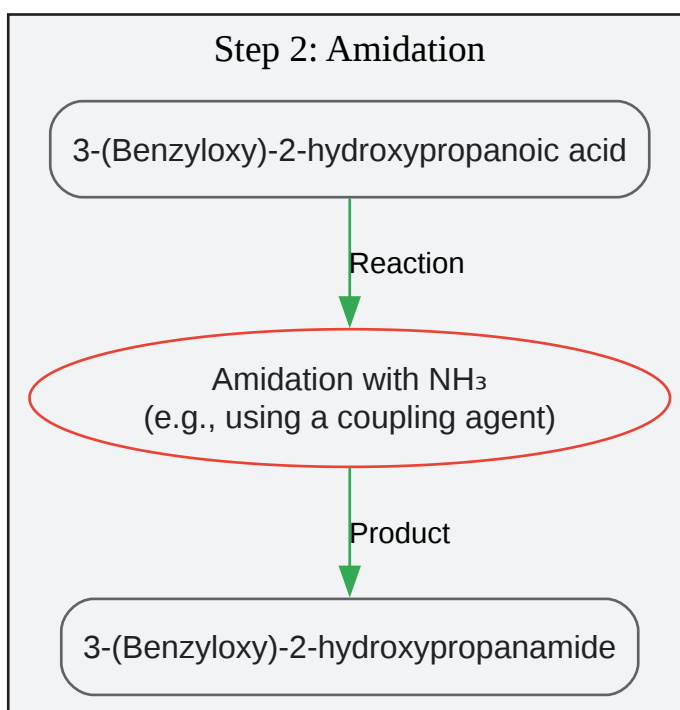 Step 2: Amidation
3-(Benzyloxy)-2-hydroxypropanoic acid
Reaction
Amidation with NH₃
(e.g., using a coupling agent)
Product
3-(Benzyloxy)-2-hydroxypropanamide